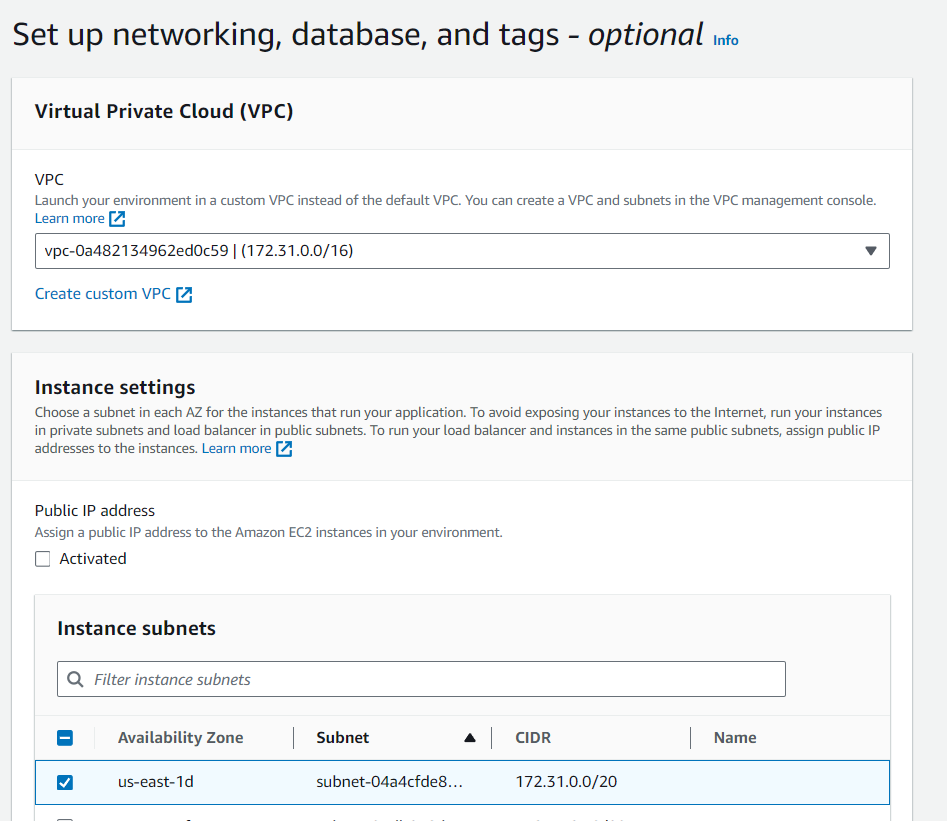 Set up networking, database, and tags - optional Info
Virtual Private Cloud (VPC)
VPC
Launch your environment in a custom VPC instead of the default VPC. You can create a VPC and subnets in the VPC management console.
Learn more
vpc-0a482134962ed0c59 | (172.31.0.0/16)
Create custom VPC
Instance settings
Choose a subnet in each AZ for the instances that run your application. To avoid exposing your instances to the Internet, run your instances
in private subnets and load balancer in public subnets. To run your load balancer and instances in the same public subnets, assign public IP
addresses to the instances. Learn more
Public IP address
Assign a public IP address to the Amazon EC2 instances in your environment.
Activated
Instance subnets
Filter instance subnets
Availability Zone Subnet CIDR Name
us-east-1d subnet-04a4cfde8... 172.31.0.0/20